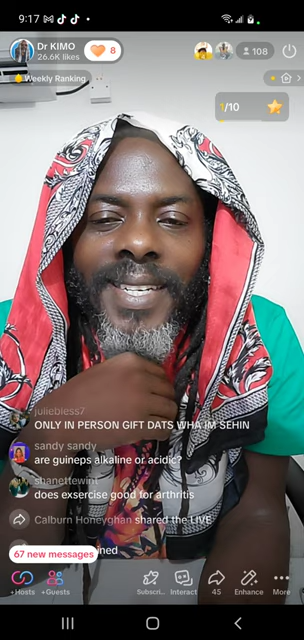 9:17
Dr KIMO
26.6K likes
8
108
Weekly Ranking
1/10
juliebless7
ONLY IN PERSON GIFT DATS WHA IM SEHIN
sandy sandy
are guineps alkaline or acidic?
shanettewint
does exsercise good for arthritis
Calburn Honeyghan shared the LIVE
67 new messages
ined
+Hosts
+Guests
Subscri...
Interact
45
Enhance
More